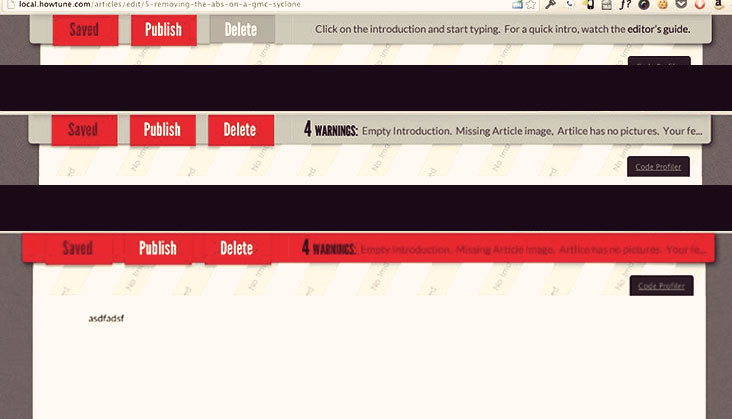 local.howtune.com/articles/edit/5-removing-the-abs-on-a-gmc-syclone
Saved Publish Delete Click on the introduction and start typing. For a quick intro, watch the editor's guide.
Code Profiler
Saved Publish Delete 4 WARNINGS: Empty Introduction. Missing Article image, Artilce has no pictures. Your fe...
Code Profiler
Saved Publish Delete 4 WARNINGS: Empty Introduction. Missing Article image. Artilce has no pictures. Your fe...
Code Profiler
asdfadsf